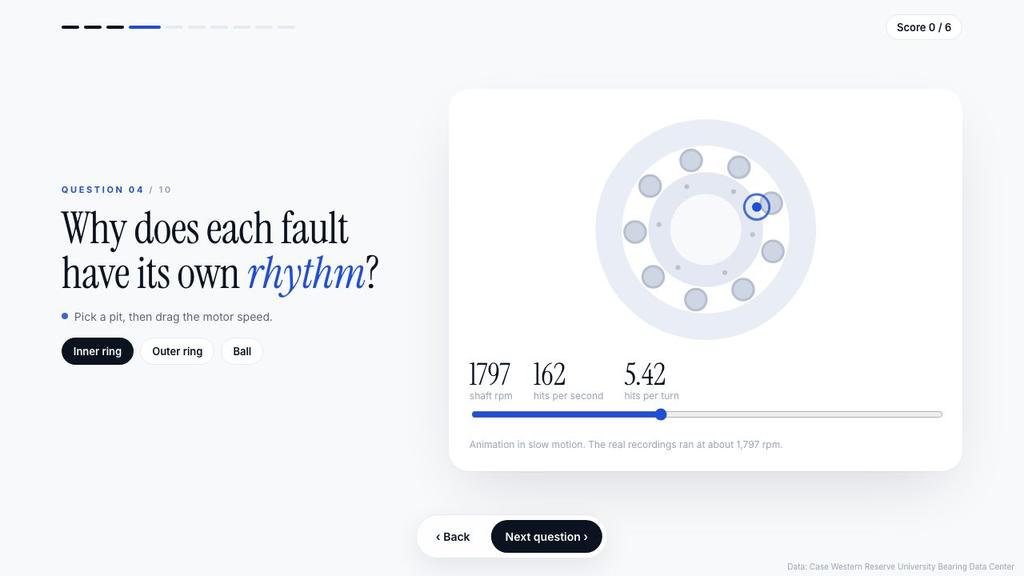 Score 0 / 6
QUESTION 04 / 10
Why does each fault
have its own rhythm?
Pick a pit, then drag the motor speed.
Inner ring
Outer ring
Ball
1797
162
5.42
shaft rpm
hits per second
hits per turn
Animation in slow motion. The real recordings ran at about 1,797 rpm.
‹ Back
Next question ›
Data: Case Western Reserve University Bearing Data Center